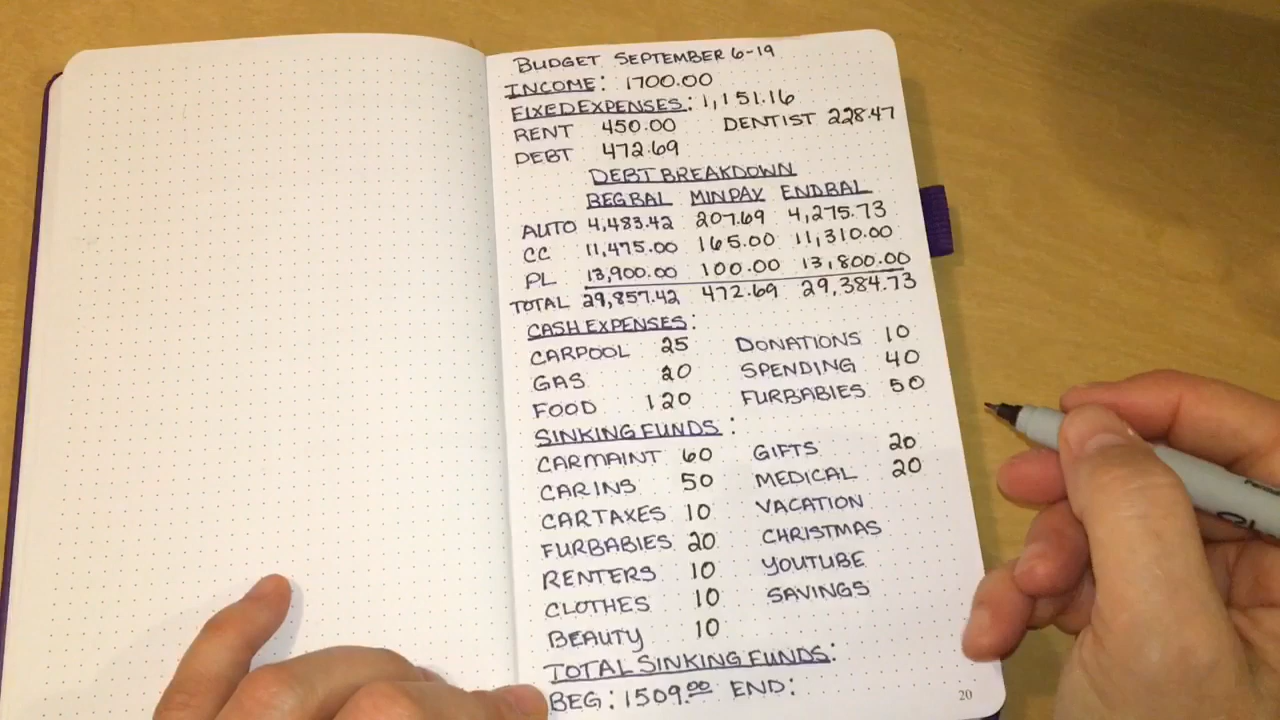 BUDGET SEPTEMBER 6-19
INCOME: 1700.00
FIXED EXPENSES: 1,151.16
RENT 450.00 DENTIST 228.47
DEBT 472.69
DEBT BREAKDOWN
BEG BAL MIN PAY END BAL
AUTO 4,483.42 207.69 4,275.73
CC 11,475.00 165.00 11,310.00
PL 13,900.00 100.00 13,800.00
TOTAL 29,857.42 472.69 29,384.73
CASH EXPENSES:
CARPOOL 25 DONATIONS 10
GAS 20 SPENDING 40
FOOD 120 FURBABIES 50
SINKING FUNDS:
CAR MAINT 60 GIFTS 20
CAR INS 50 MEDICAL 20
CAR TAXES 10 VACATION
FURBABIES 20 CHRISTMAS
RENTERS 10 YOUTUBE
CLOTHES 10 SAVINGS
BEAUTY 10
TOTAL SINKING FUNDS:
BEG: 1509.00 END:
20